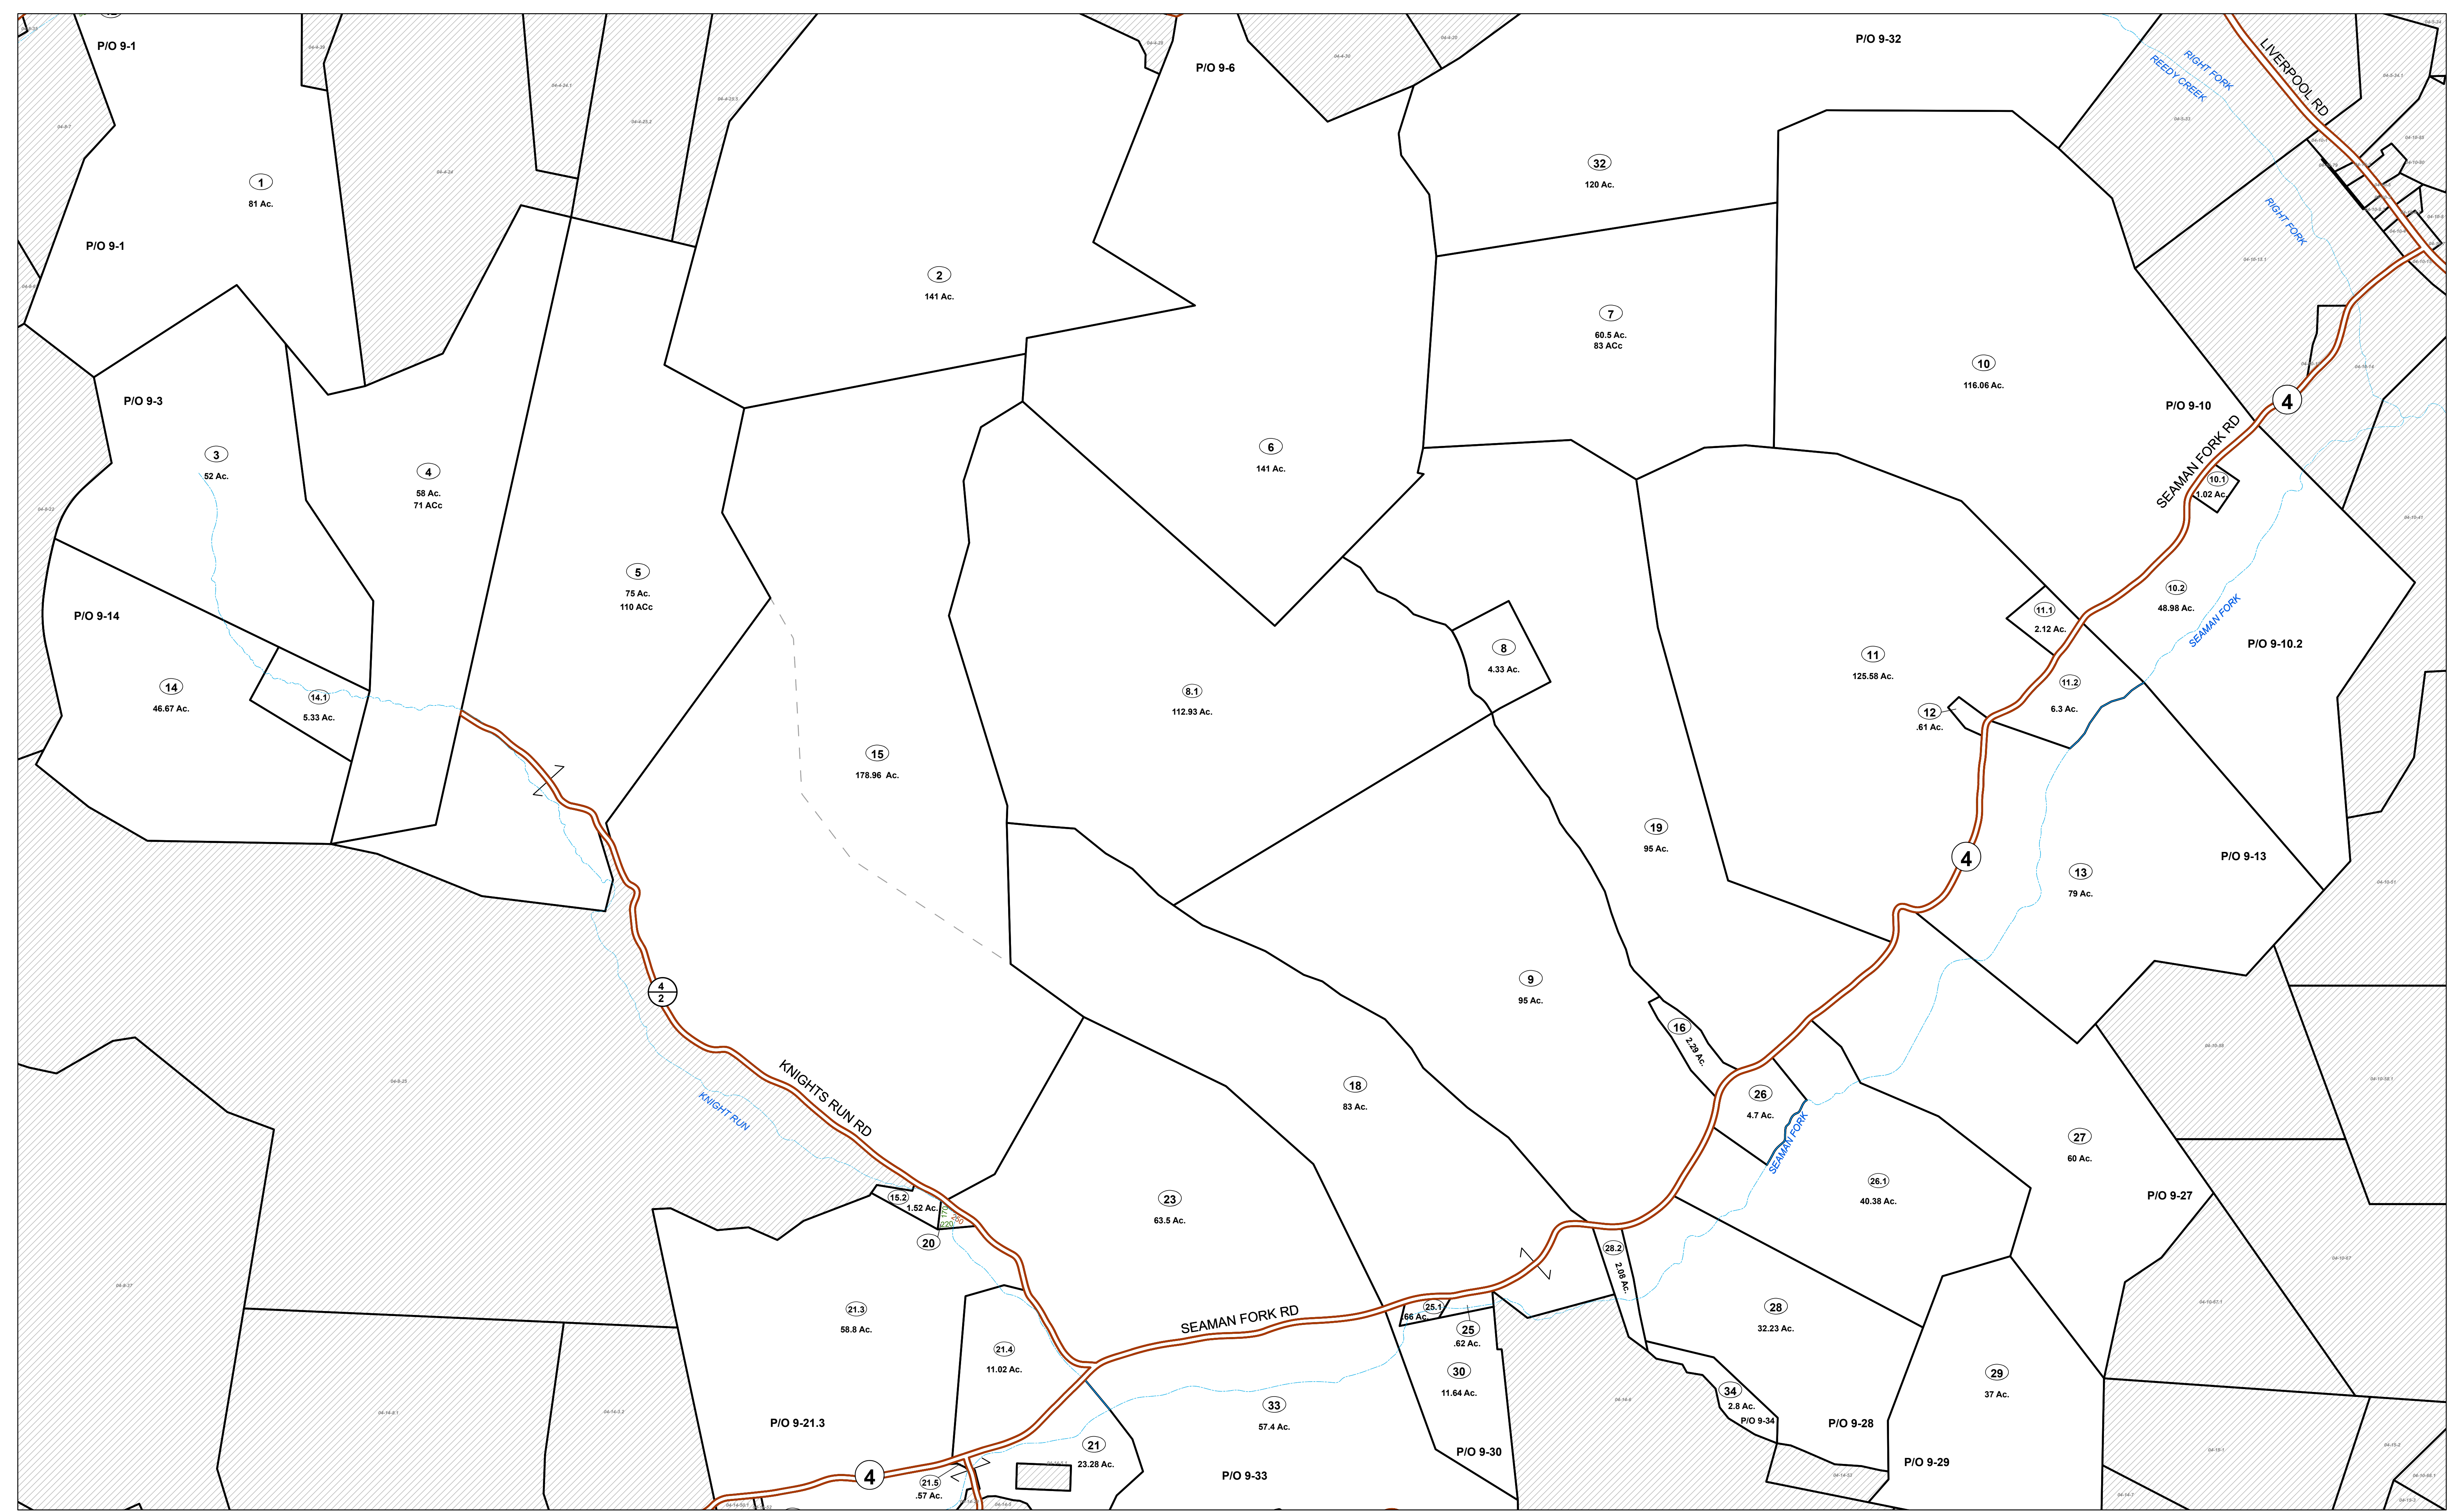 P/O 9-1
P/O 9-6
P/O 9-32
LIVERPOOL RD
RIGHT FORK
REEDY CREEK
1
81 Ac.
P/O 9-1
2
141 Ac.
32
120 Ac.
RIGHT FORK
7
60.5 Ac.
83 ACc
10
116.06 Ac.
P/O 9-10
4
SEAMAN FORK RD
P/O 9-3
3
52 Ac.
4
58 Ac.
71 ACc
6
141 Ac.
10.1
1.02 Ac.
5
75 Ac.
110 ACc
10.2
48.98 Ac.
SEAMAN FORK
P/O 9-10.2
P/O 9-14
14
46.67 Ac.
14.1
5.33 Ac.
8
4.33 Ac.
8.1
112.93 Ac.
11
125.58 Ac.
11.1
2.12 Ac.
11.2
6.3 Ac.
12
.61 Ac.
15
178.96 Ac.
19
95 Ac.
4
13
79 Ac.
P/O 9-13
9
95 Ac.
4
2
16
2.29 Ac.
KNIGHTS RUN RD
KNIGHT RUN
18
83 Ac.
26
4.7 Ac.
SEAMAN FORK
27
60 Ac.
P/O 9-27
26.1
40.38 Ac.
15.2
1.52 Ac.
170
260
220
20
23
63.5 Ac.
28.2
2.08 Ac.
21.3
58.8 Ac.
21.4
11.02 Ac.
SEAMAN FORK RD
25.1
.66 Ac.
25
.62 Ac.
28
32.23 Ac.
30
11.64 Ac.
29
37 Ac.
34
2.8 Ac.
P/O 9-34
33
57.4 Ac.
P/O 9-21.3
P/O 9-28
21
23.28 Ac.
P/O 9-30
P/O 9-29
P/O 9-33
4
21.5
.57 Ac.